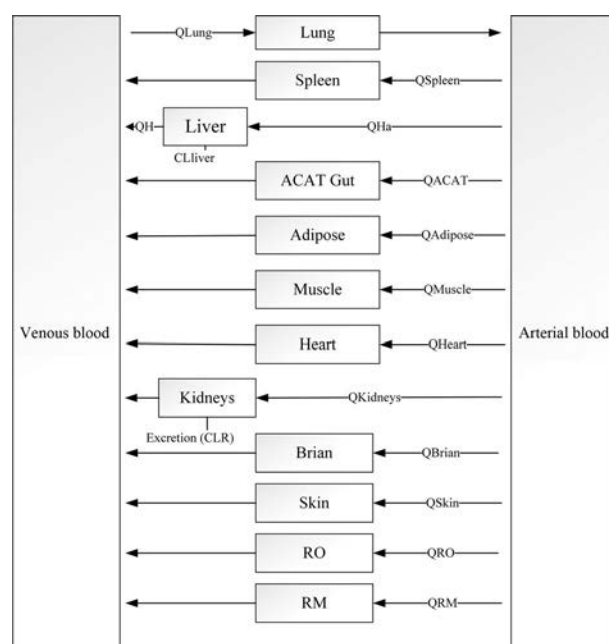 QLung
Lung
Spleen
QSpleen
QH
Liver
QHa
CLliver
ACAT Gut
QACAT
Adipose
QAdipose
Muscle
QMuscle
Venous blood
Arterial blood
Heart
QHeart
Kidneys
QKidneys
Excretion (CLR)
Brian
QBrian
Skin
QSkin
RO
QRO
RM
QRM